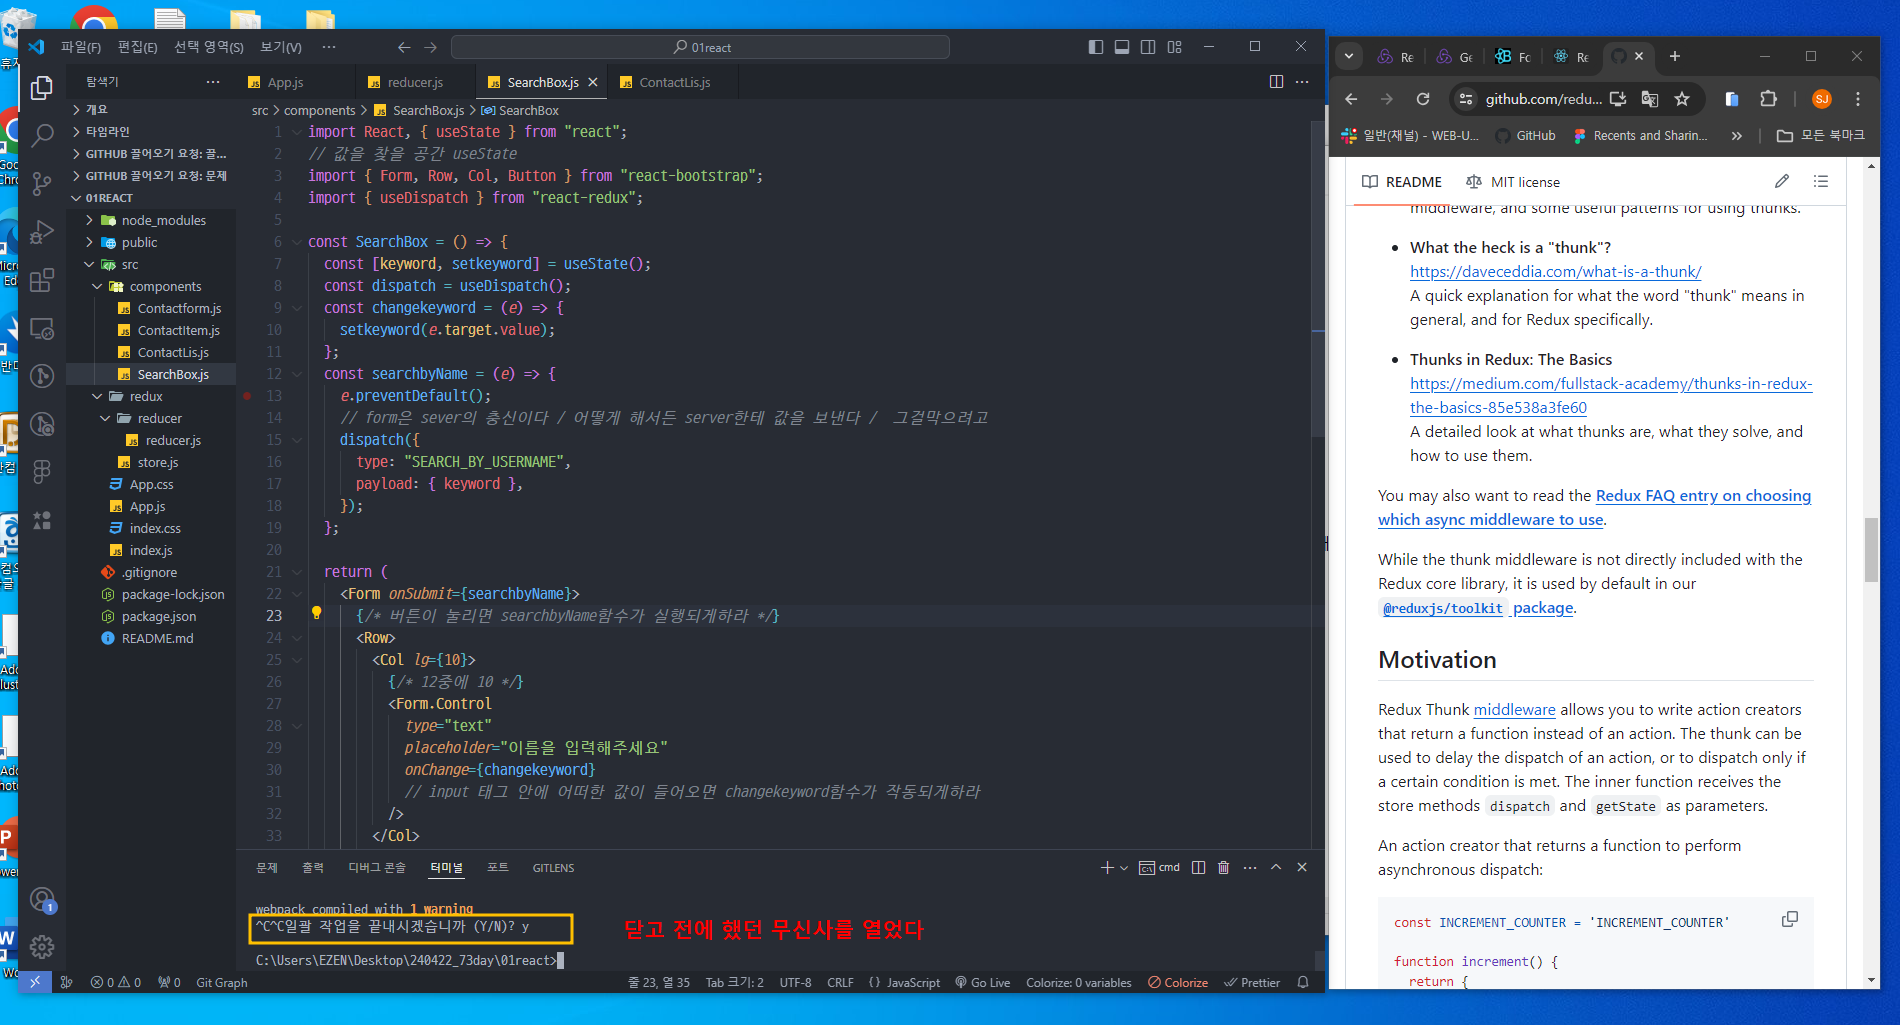 파일(F) 편집(E) 선택 영역(S) 보기(V) ··· 01react
탐색기 ···
App.js reducer.js SearchBox.js ContactLis.js
src > components > SearchBox.js > SearchBox
개요
타임라인
GITHUB 끌어오기 요청: 끌...
GITHUB 끌어오기 요청: 문제
01REACT
node_modules
public
src
components
Contactform.js
ContactItem.js
ContactLis.js
SearchBox.js
redux
reducer
reducer.js
store.js
App.css
App.js
index.css
index.js
.gitignore
package-lock.json
package.json
README.md
1 import React, { useState } from "react";
2 // 값을 찾을 공간 useState
3 import { Form, Row, Col, Button } from "react-bootstrap";
4 import { useDispatch } from "react-redux";
5
6 const SearchBox = () => {
7 const [keyword, setkeyword] = useState();
8 const dispatch = useDispatch();
9 const changekeyword = (e) => {
10 setkeyword(e.target.value);
11 };
12 const searchbyName = (e) => {
13 e.preventDefault();
14 // form은 sever의 충신이다 / 어떻게 해서든 server한테 값을 보낸다 / 그걸막으려고
15 dispatch({
16 type: "SEARCH_BY_USERNAME",
17 payload: { keyword },
18 });
19 };
20
21 return (
22 <Form onSubmit={searchbyName}>
23 {/* 버튼이 눌리면 searchbyName함수가 실행되게하라 */}
24 <Row>
25 <Col lg={10}>
26 {/* 12중에 10 */}
27 <Form.Control
28 type="text"
29 placeholder="이름을 입력해주세요"
30 onChange={changekeyword}
31 // input 태그 안에 어떠한 값이 들어오면 changekeyword함수가 작동되게하라
32 />
33 </Col>
문제 출력 디버그 콘솔 터미널 포트 GITLENS cmd
webpack compiled with 1 warning
^C^C일괄 작업을 끝내시겠습니까 (Y/N)? y
닫고 전에 했던 무신사를 열었다
C:\Users\EZEN\Desktop\240422_73day\01react>
0 0 0 Git Graph 줄 23, 열 35 Tab 크기: 2 UTF-8 CRLF {} JavaScript Go Live Colorize: 0 variables Colorize Prettier
Re Ge Fc Re
github.com/redu... SJ
일반(채널) - WEB-U... GitHub Recents and Sharin... » 모든 북마크
README MIT license
middleware, and some useful patterns for using thunks.
• What the heck is a "thunk"?
https://daveceddia.com/what-is-a-thunk/
A quick explanation for what the word "thunk" means in
general, and for Redux specifically.
• Thunks in Redux: The Basics
https://medium.com/fullstack-academy/thunks-in-redux-
the-basics-85e538a3fe60
A detailed look at what thunks are, what they solve, and
how to use them.
You may also want to read the Redux FAQ entry on choosing
which async middleware to use.
While the thunk middleware is not directly included with the
Redux core library, it is used by default in our
@reduxjs/toolkit package.
Motivation
Redux Thunk middleware allows you to write action creators
that return a function instead of an action. The thunk can be
used to delay the dispatch of an action, or to dispatch only if
a certain condition is met. The inner function receives the
store methods dispatch and getState as parameters.
An action creator that returns a function to perform
asynchronous dispatch:
const INCREMENT_COUNTER = 'INCREMENT_COUNTER'
function increment() {
return {